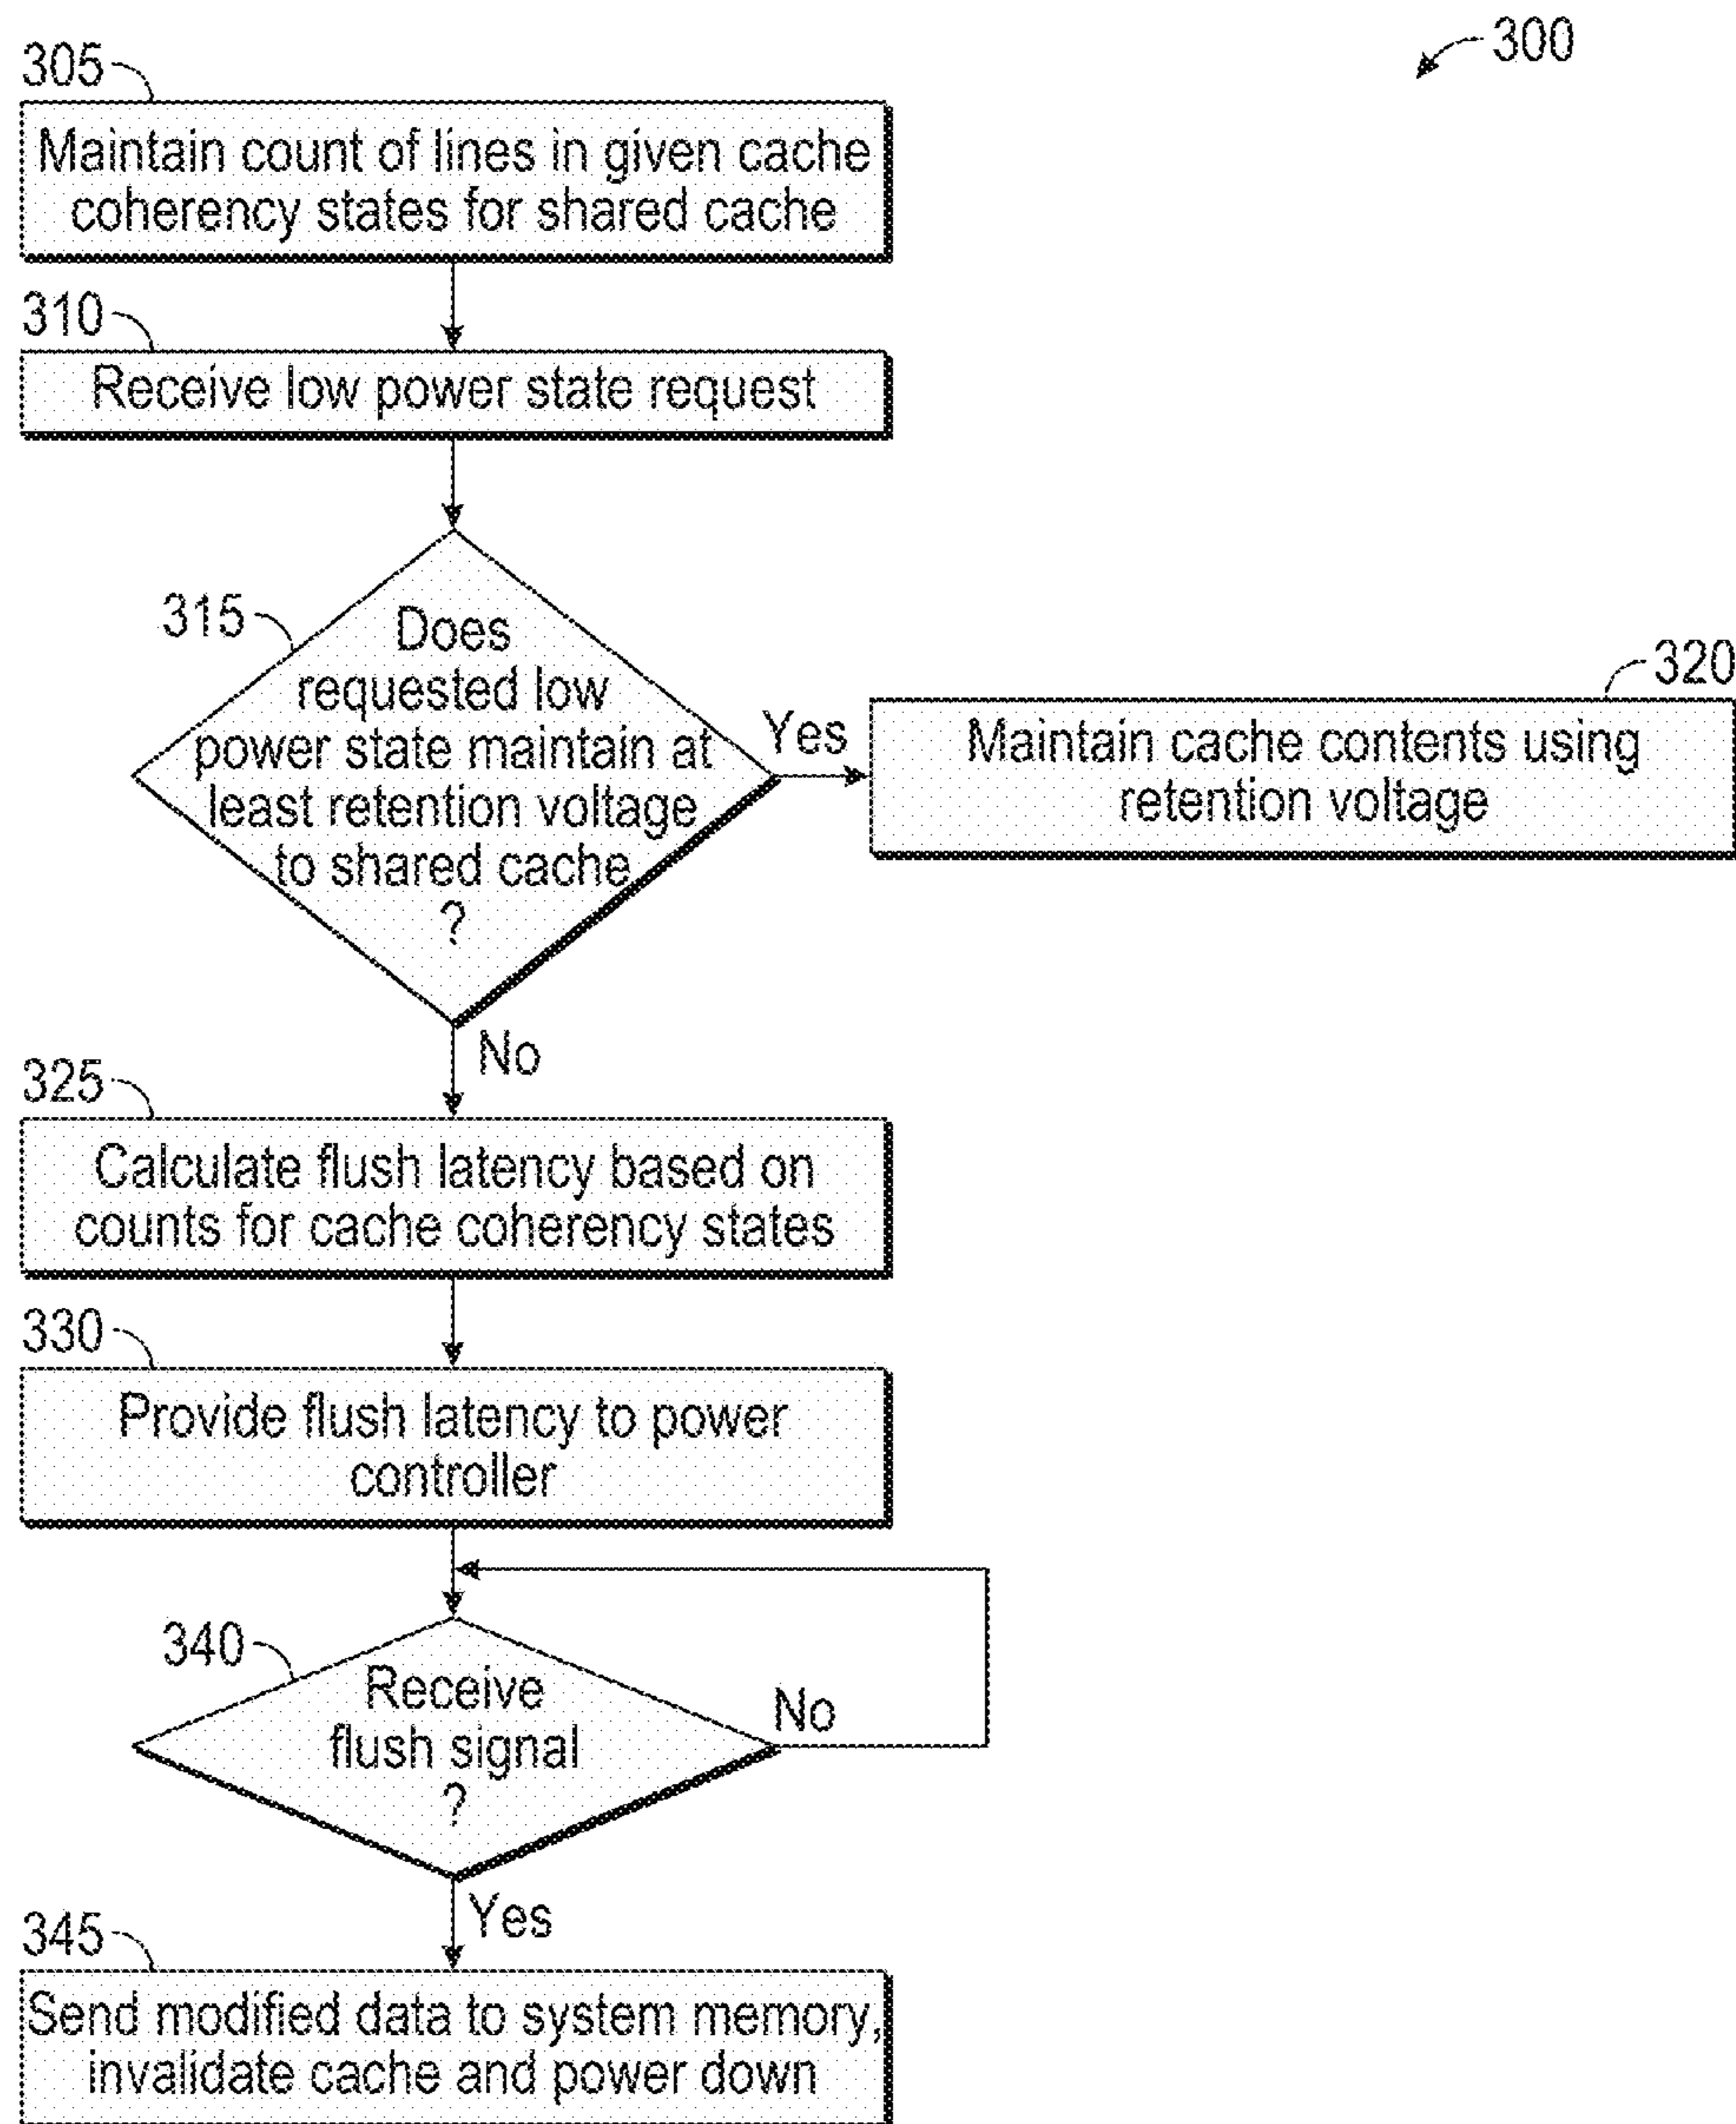 300
305
Maintain count of lines in given cache
coherency states for shared cache
310
Receive low power state request
315
Does
requested low
power state maintain at
least retention voltage
to shared cache
?
Yes
320
Maintain cache contents using
retention voltage
No
325
Calculate flush latency based on
counts for cache coherency states
330
Provide flush latency to power
controller
340
Receive
flush signal
?
No
Yes
345
Send modified data to system memory,
invalidate cache and power down